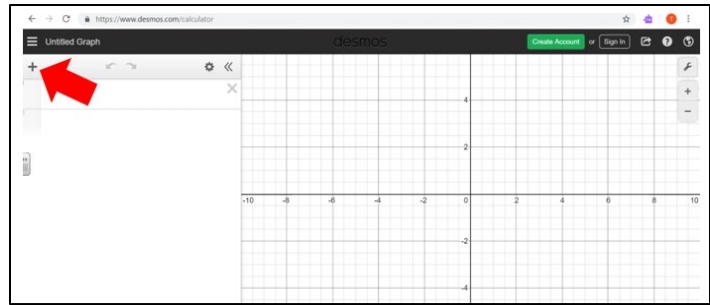 https://www.desmos.com/calculator
Untitled Graph
desmos
Create Account or Sign In
4
2
-10 -8 -6 -4 -2 0 2 4 6 8 10
-2
-4